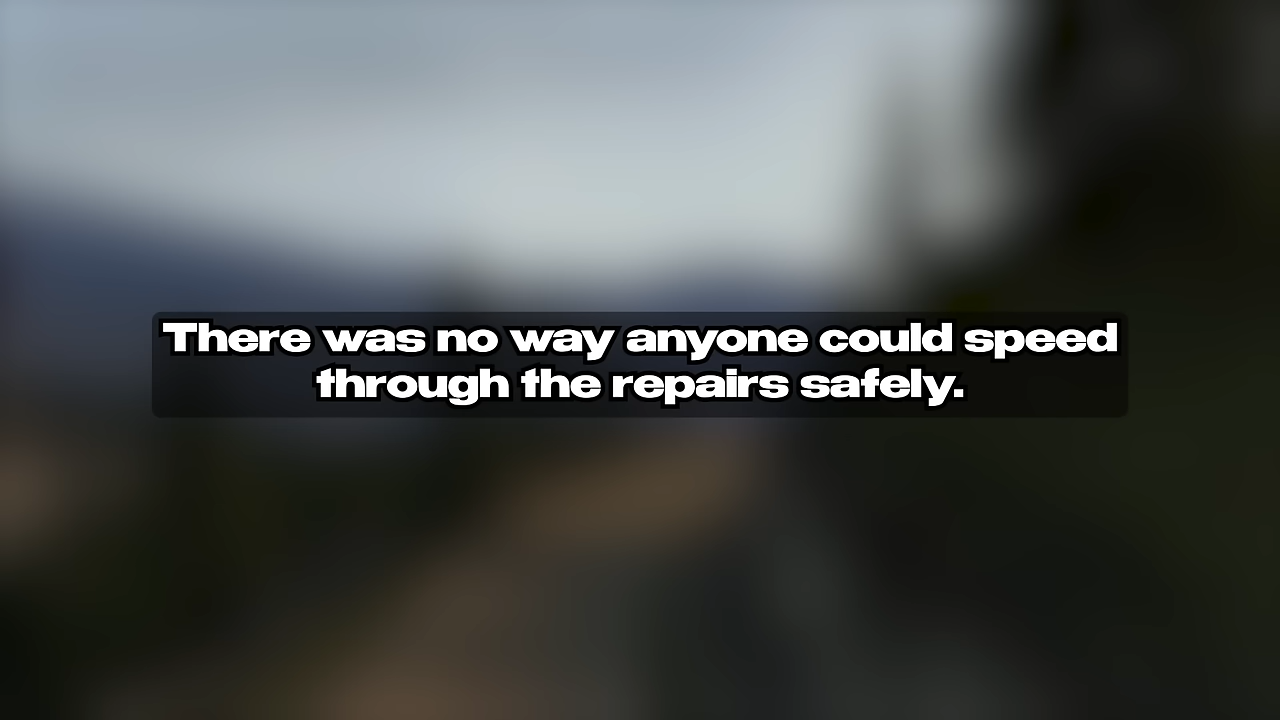 There was no way anyone could speed
through the repairs safely.